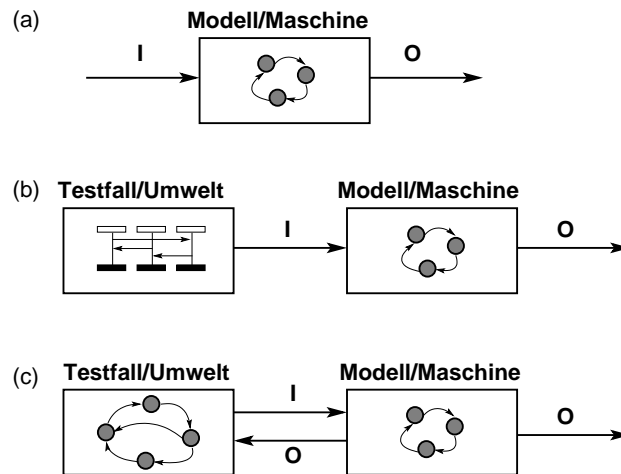 (a)
Modell/Maschine
I
O
(b)
Testfall/Umwelt
Modell/Maschine
I
O
(c)
Testfall/Umwelt
Modell/Maschine
I
O
O